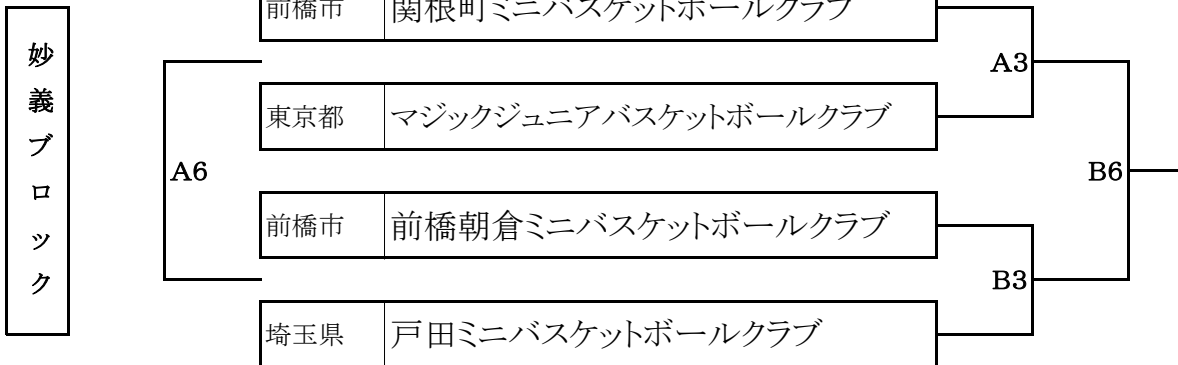 妙義ブロック
前橋市 関根町ミニバスケットボールクラブ
A3
東京都 マジックジュニアバスケットボールクラブ
A6
B6
前橋市 前橋朝倉ミニバスケットボールクラブ
B3
埼玉県 戸田ミニバスケットボールクラブ